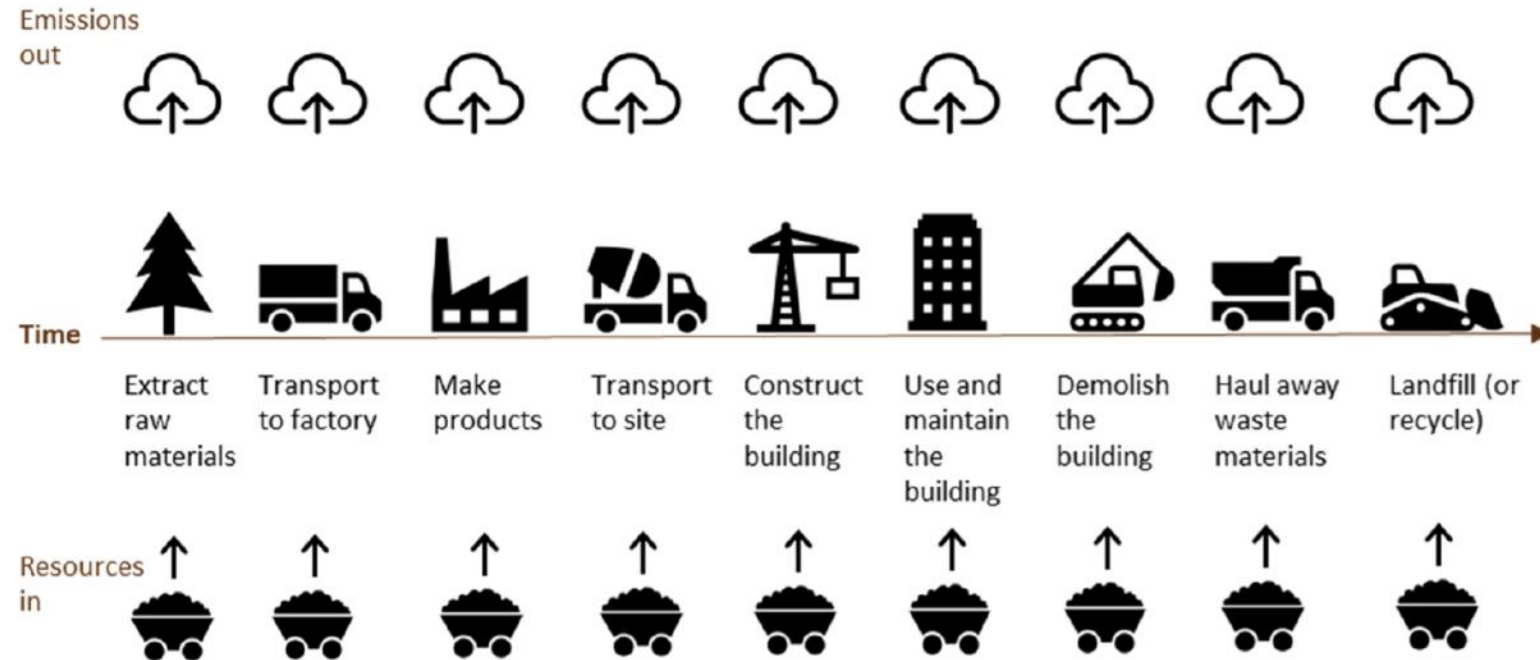 Emissions
out
Time
Extract
raw
materials
Transport
to factory
Make
products
Transport
to site
Construct
the
building
Use and
maintain
the
building
Demolish
the
building
Haul away
waste
materials
Landfill (or
recycle)
Resources
in